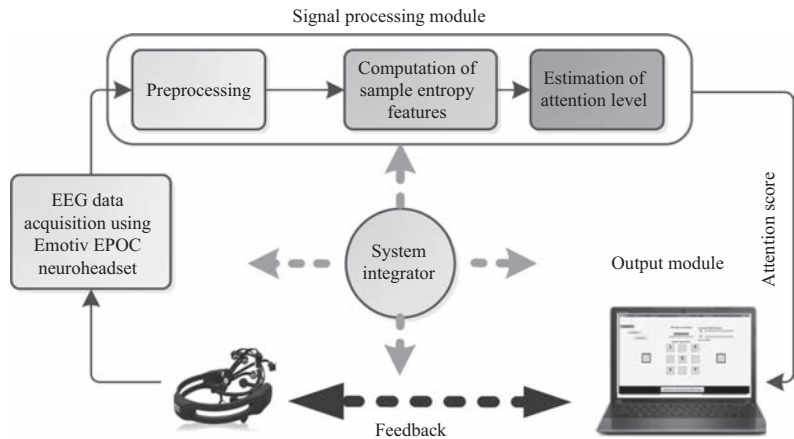 Signal processing module
Preprocessing
Computation of
sample entropy
features
Estimation of
attention level
EEG data
acquisition using
Emotiv EPOC
neuroheadset
System
integrator
Output module
Attention score
Feedback